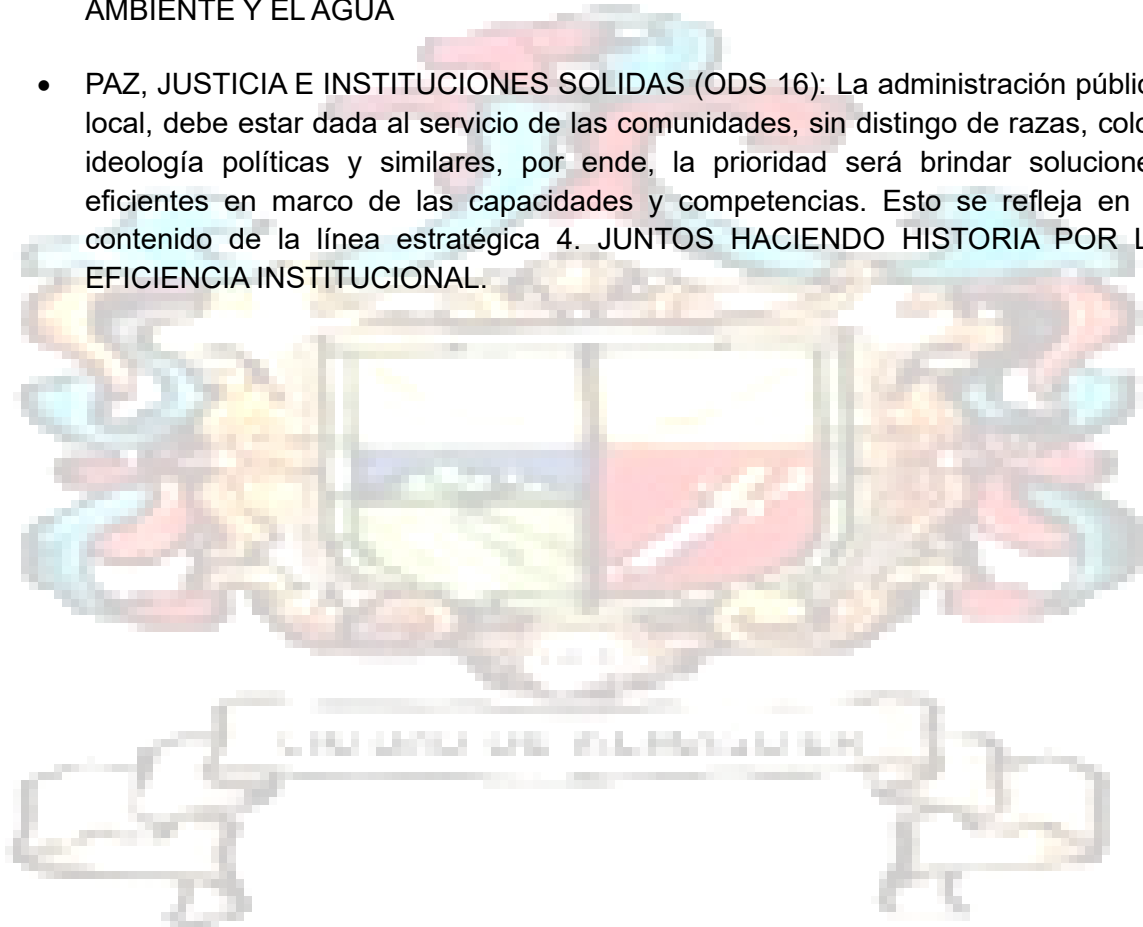 AMBIENTE Y EL AGUA
• PAZ, JUSTICIA E INSTITUCIONES SOLIDAS (ODS 16): La administración públic
local, debe estar dada al servicio de las comunidades, sin distingo de razas, colo
ideología políticas y similares, por ende, la prioridad será brindar solucione
eficientes en marco de las capacidades y competencias. Esto se refleja en
contenido de la línea estratégica 4. JUNTOS HACIENDO HISTORIA POR L
EFICIENCIA INSTITUCIONAL.